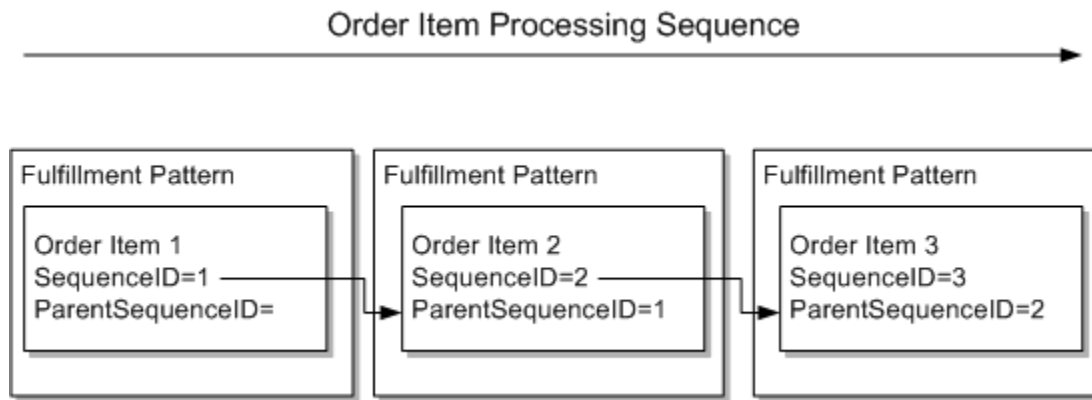 Order Item Processing Sequence
Fulfillment Pattern
Order Item 1
SequenceID=1
ParentSequenceID=
Fulfillment Pattern
Order Item 2
SequenceID=2
ParentSequenceID=1
Fulfillment Pattern
Order Item 3
SequenceID=3
ParentSequenceID=2